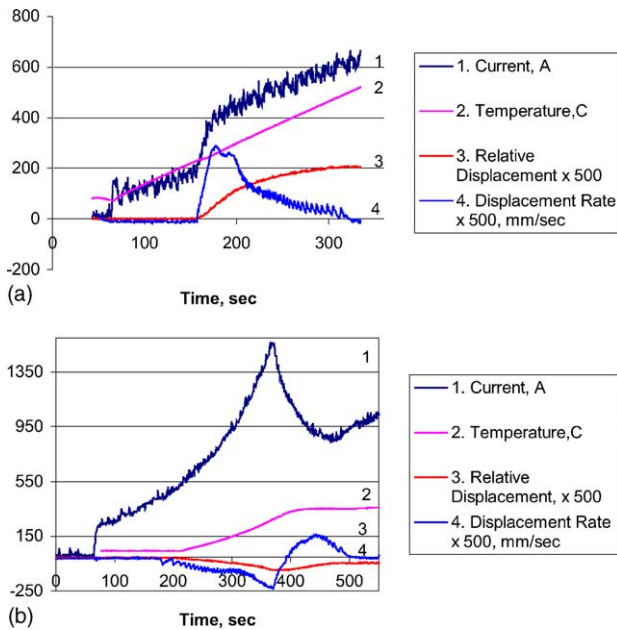 800
600
400
200
0
-200
0
100
200
300
1
2
3
4
(a)
Time, sec
1. Current, A
2. Temperature,C
3. Relative
Displacement x 500
4. Displacement Rate
x 500, mm/sec
1350
950
550
150
-250
0
100
200
300
400
500
1
2
3
4
(b)
Time, sec
1. Current, A
2. Temperature,C
3. Relative
Displacement, x 500
4. Displacement Rate
x 500, mm/sec